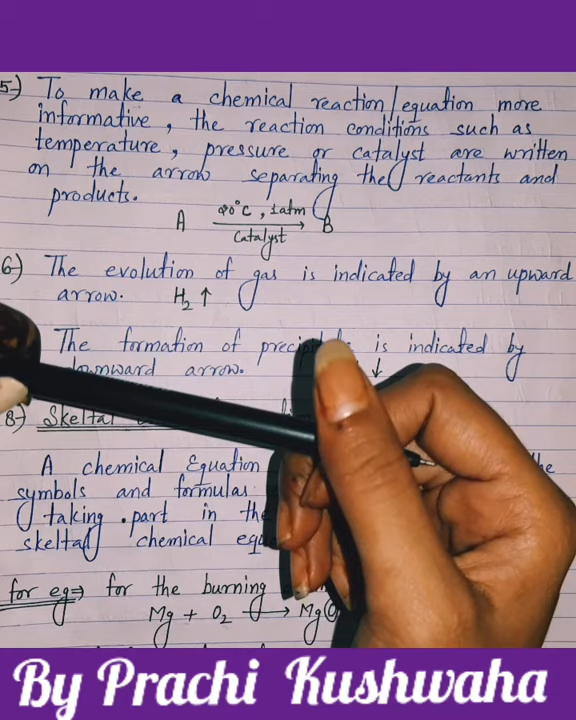 5) To make a chemical reaction/equation more
informative, the reaction conditions such as
temperature, pressure or catalyst are written
on the arrow separating the reactants and
products.
A 20°C, 1atm → B
Catalyst
6) The evolution of gas is indicated by an upward
arrow. H₂ ↑
The formation of is indicated by
arrow. ↓
8) Skeltal
A chemical Equation the
symbols and formulas
taking part in the
skeltal chemical
for eg⇒ for the burning
Mg + O₂ → MgO
By Prachi Kushwaha